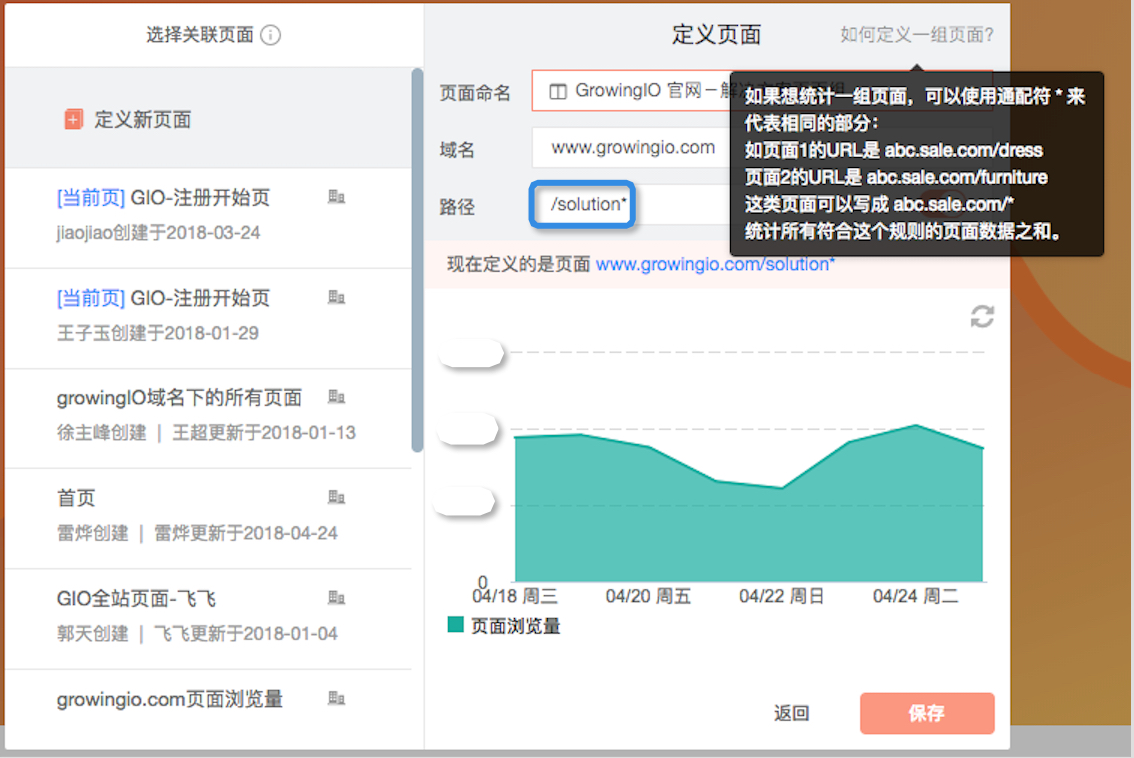 选择关联页面
定义新页面
[当前页] GIO-注册开始页
jiaojiao创建于2018-03-24
[当前页] GIO-注册开始页
王子玉创建于2018-01-29
growingIO域名下的所有页面
徐主峰创建 | 王超更新于2018-01-13
首页
雷烨创建 | 雷烨更新于2018-04-24
GIO全站页面-飞飞
郭天创建 | 飞飞更新于2018-01-04
growingio.com页面浏览量
定义页面
如何定义一组页面?
页面命名
GrowingIO 官网－解决方案页面组
域名
www.growingio.com
路径
/solution*
如果想统计一组页面，可以使用通配符 * 来
代表相同的部分：
如页面1的URL是 abc.sale.com/dress
页面2的URL是 abc.sale.com/furniture
这类页面可以写成 abc.sale.com/*
统计所有符合这个规则的页面数据之和。
现在定义的是页面 www.growingio.com/solution*
0
04/18 周三
04/20 周五
04/22 周日
04/24 周二
页面浏览量
返回
保存